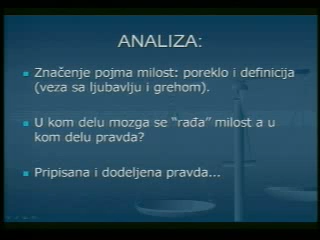 ANALIZA:
Značenje pojma milost: poreklo i definicija
(veza sa ljubavlju i grehom).
U kom delu mozga se “rađa” milost a u
kom delu pravda?
Pripisana i dodeljena pravda...